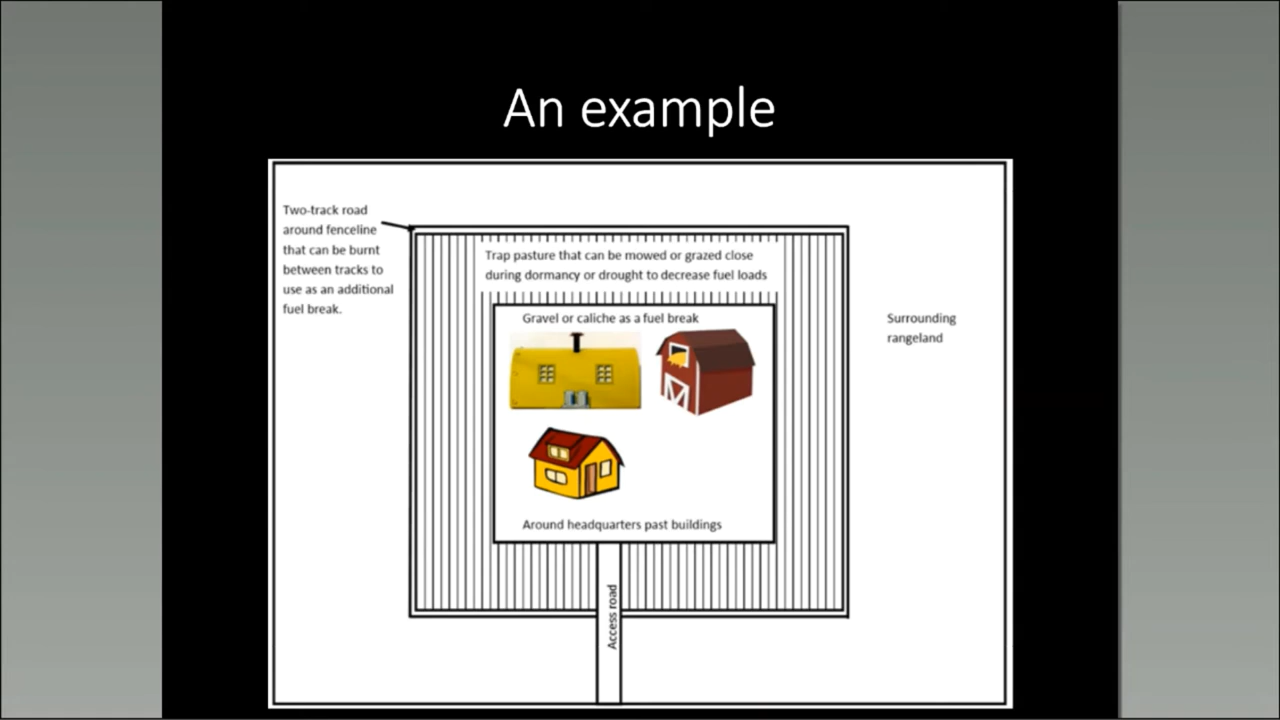 An example
Two-track road
around fenceline
that can be burnt
between tracks to
use as an additional
fuel break.
Trap pasture that can be mowed or grazed close
during dormancy or drought to decrease fuel loads
Gravel or caliche as a fuel break
Surrounding
rangeland
Around headquarters past buildings
Access road